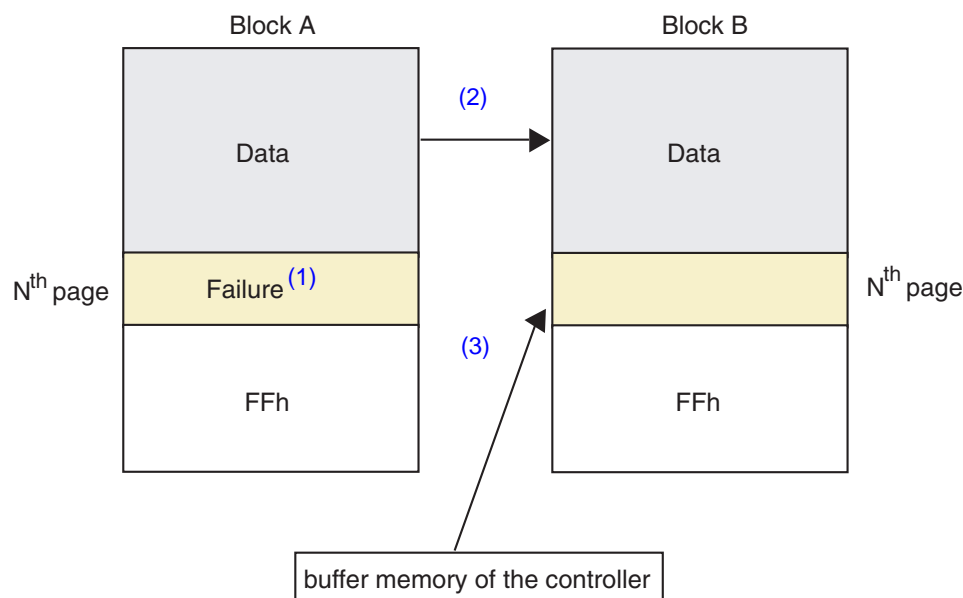 Block A
Block B
(2)
Data
Data
Nth page
Failure(1)
Nth page
(3)
FFh
FFh
buffer memory of the controller